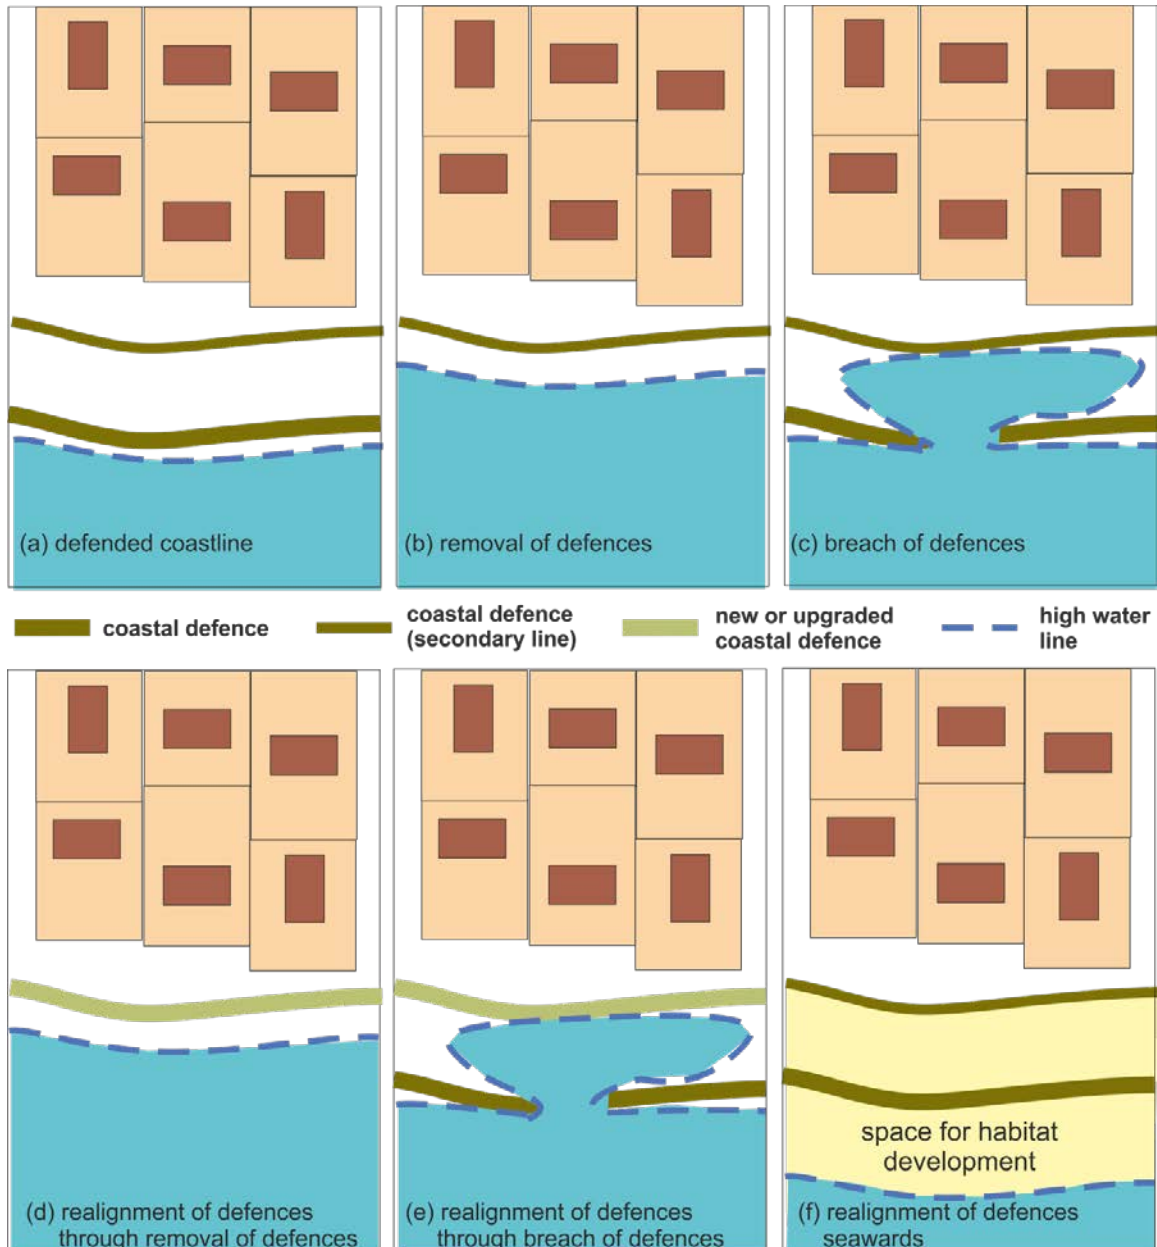 (a) defended coastline
(b) removal of defences
(c) breach of defences
coastal defence
coastal defence
(secondary line)
new or upgraded
coastal defence
high water
line
(d) realignment of defences
through removal of defences
(e) realignment of defences
through breach of defences
space for habitat
development
(f) realignment of defences
seawards